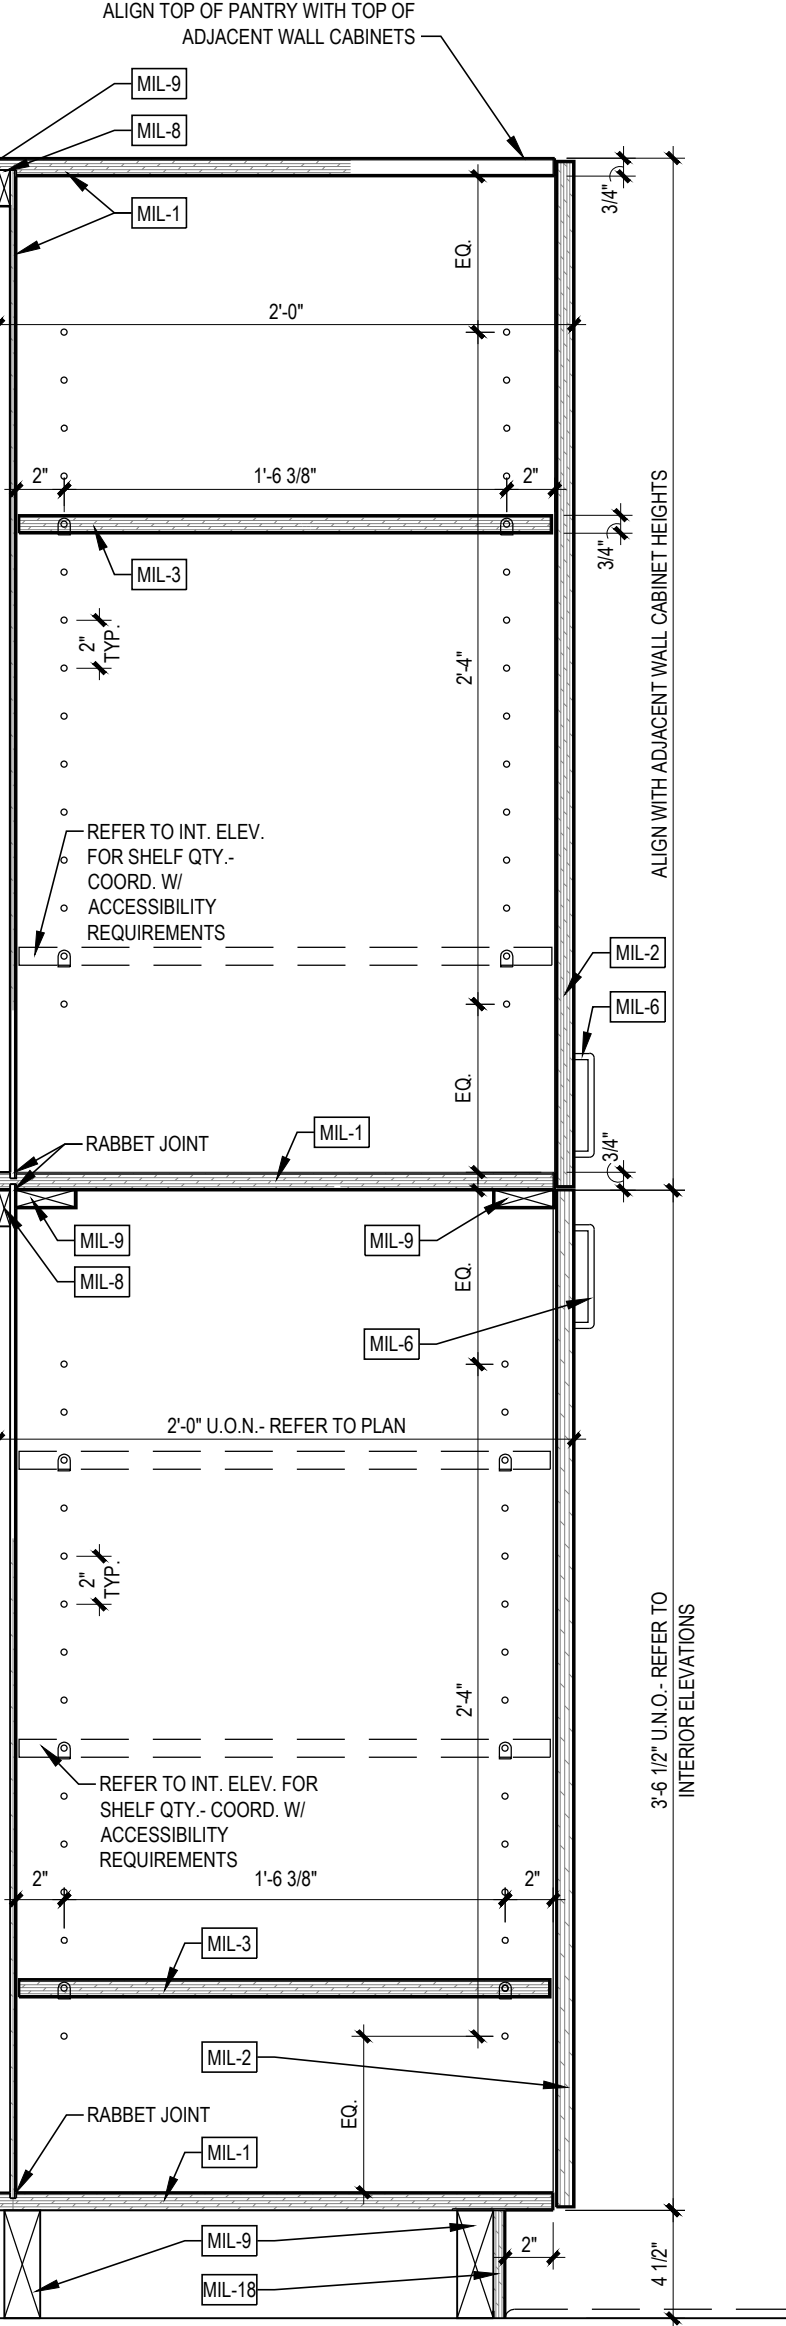 ALIGN TOP OF PANTRY WITH TOP OF
ADJACENT WALL CABINETS
MIL-9
MIL-8
MIL-1
3/4"
EQ.
2'-0"
2"
1'-6 3/8"
2"
3/4"
MIL-3
2"
TYP.
2'-4"
ALIGN WITH ADJACENT WALL CABINET HEIGHTS
REFER TO INT. ELEV.
FOR SHELF QTY.-
COORD. W/
ACCESSIBILITY
REQUIREMENTS
MIL-2
MIL-6
EQ.
MIL-1
RABBET JOINT
3/4"
MIL-9
MIL-9
MIL-8
EQ.
MIL-6
2'-0" U.O.N.- REFER TO PLAN
2"
TYP.
2'-4"
3'-6 1/2" U.N.O.- REFER TO
INTERIOR ELEVATIONS
REFER TO INT. ELEV. FOR
SHELF QTY.- COORD. W/
ACCESSIBILITY
REQUIREMENTS
2"
1'-6 3/8"
2"
MIL-3
MIL-2
EQ.
RABBET JOINT
MIL-1
MIL-9
2"
4 1/2"
MIL-18